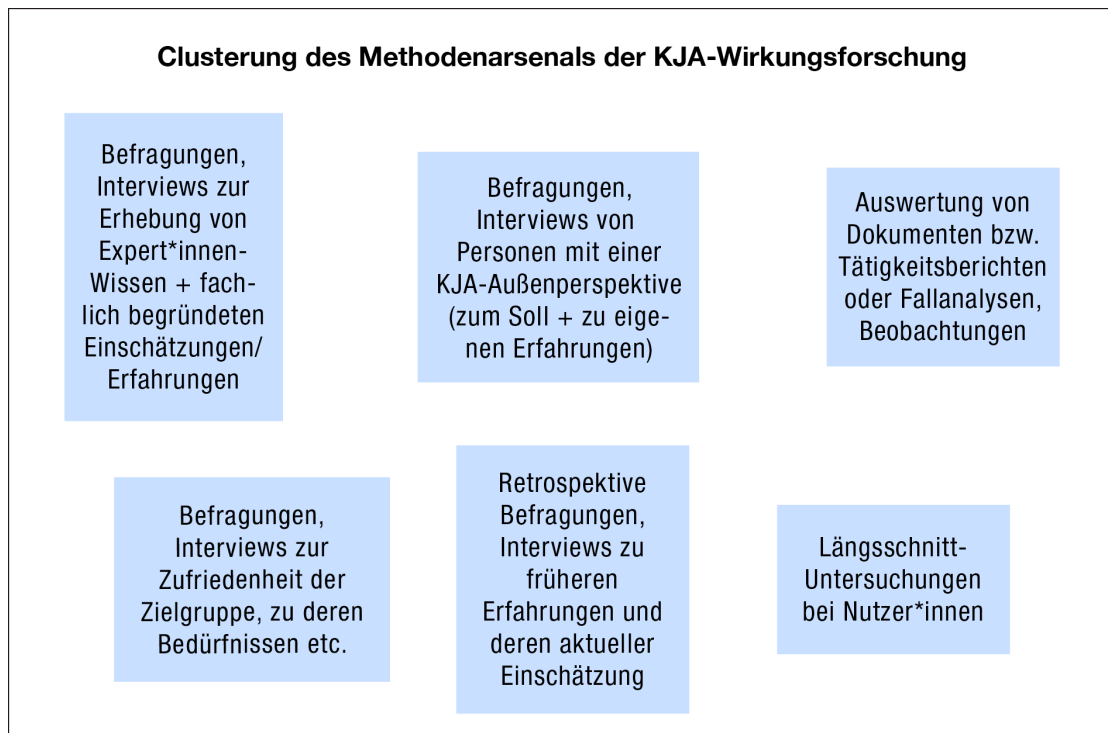 Clusterung des Methodenarsenals der KJA-Wirkungsforschung
Befragungen,
Interviews zur
Erhebung von
Expert*innen-
Wissen + fach-
lich begründeten
Einschätzungen/
Erfahrungen
Befragungen,
Interviews von
Personen mit einer
KJA-Außenperspektive
(zum Soll + zu eige-
nen Erfahrungen)
Auswertung von
Dokumenten bzw.
Tätigkeitsberichten
oder Fallanalysen,
Beobachtungen
Befragungen,
Interviews zur
Zufriedenheit der
Zielgruppe, zu deren
Bedürfnissen etc.
Retrospektive
Befragungen,
Interviews zu
früheren
Erfahrungen und
deren aktueller
Einschätzung
Längsschnitt-
Untersuchungen
bei Nutzer*innen